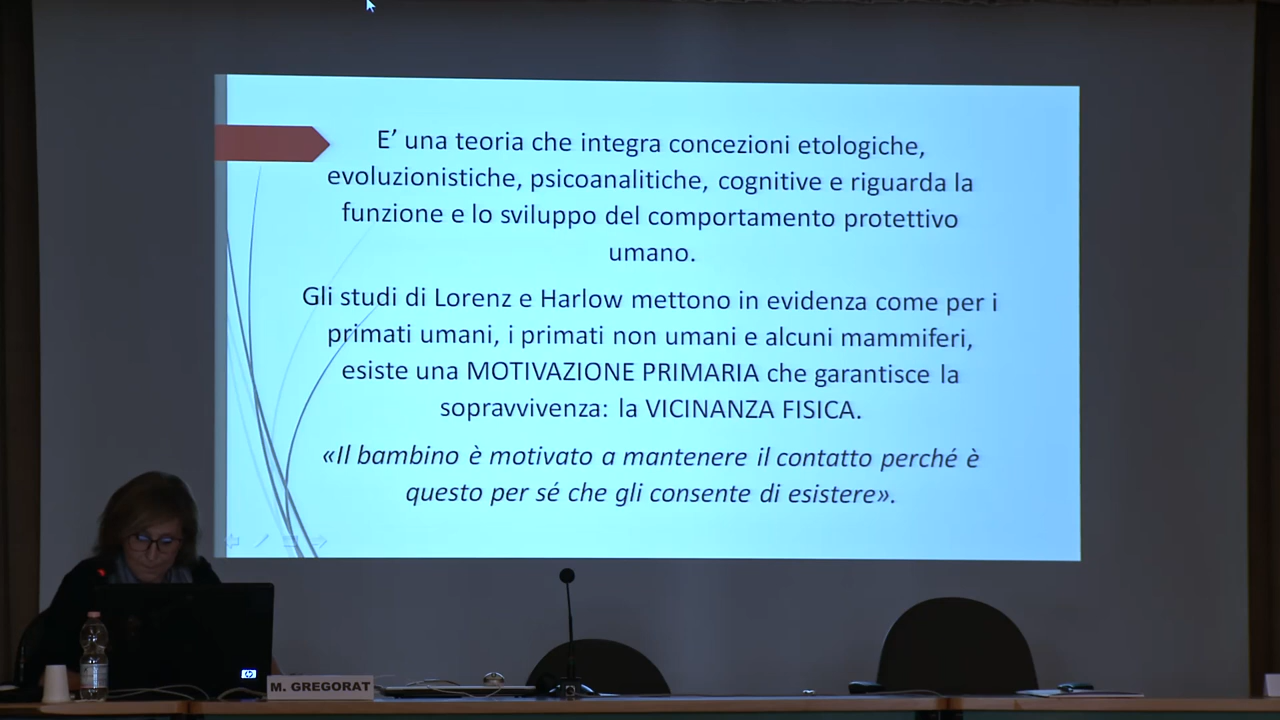 E’ una teoria che integra concezioni etologiche,
evoluzionistiche, psicoanalitiche, cognitive e riguarda la
funzione e lo sviluppo del comportamento protettivo
umano.
Gli studi di Lorenz e Harlow mettono in evidenza come per i
primati umani, i primati non umani e alcuni mammiferi,
esiste una MOTIVAZIONE PRIMARIA che garantisce la
sopravvivenza: la VICINANZA FISICA.
«Il bambino è motivato a mantenere il contatto perché è
questo per sé che gli consente di esistere».
hp
M. GREGORAT